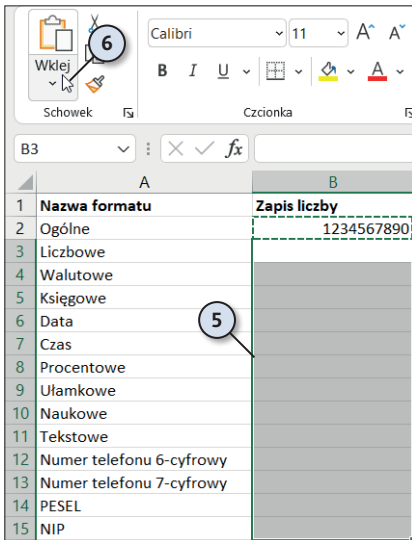 6
Calibri 11 A A
Wklej
B I U A
Schowek Czcionka
B3 fx
A B
1 Nazwa formatu Zapis liczby
2 Ogólne 1234567890
3 Liczbowe
4 Walutowe
5 Księgowe
6 Data
5
7 Czas
8 Procentowe
9 Ułamkowe
10 Naukowe
11 Tekstowe
12 Numer telefonu 6-cyfrowy
13 Numer telefonu 7-cyfrowy
14 PESEL
15 NIP